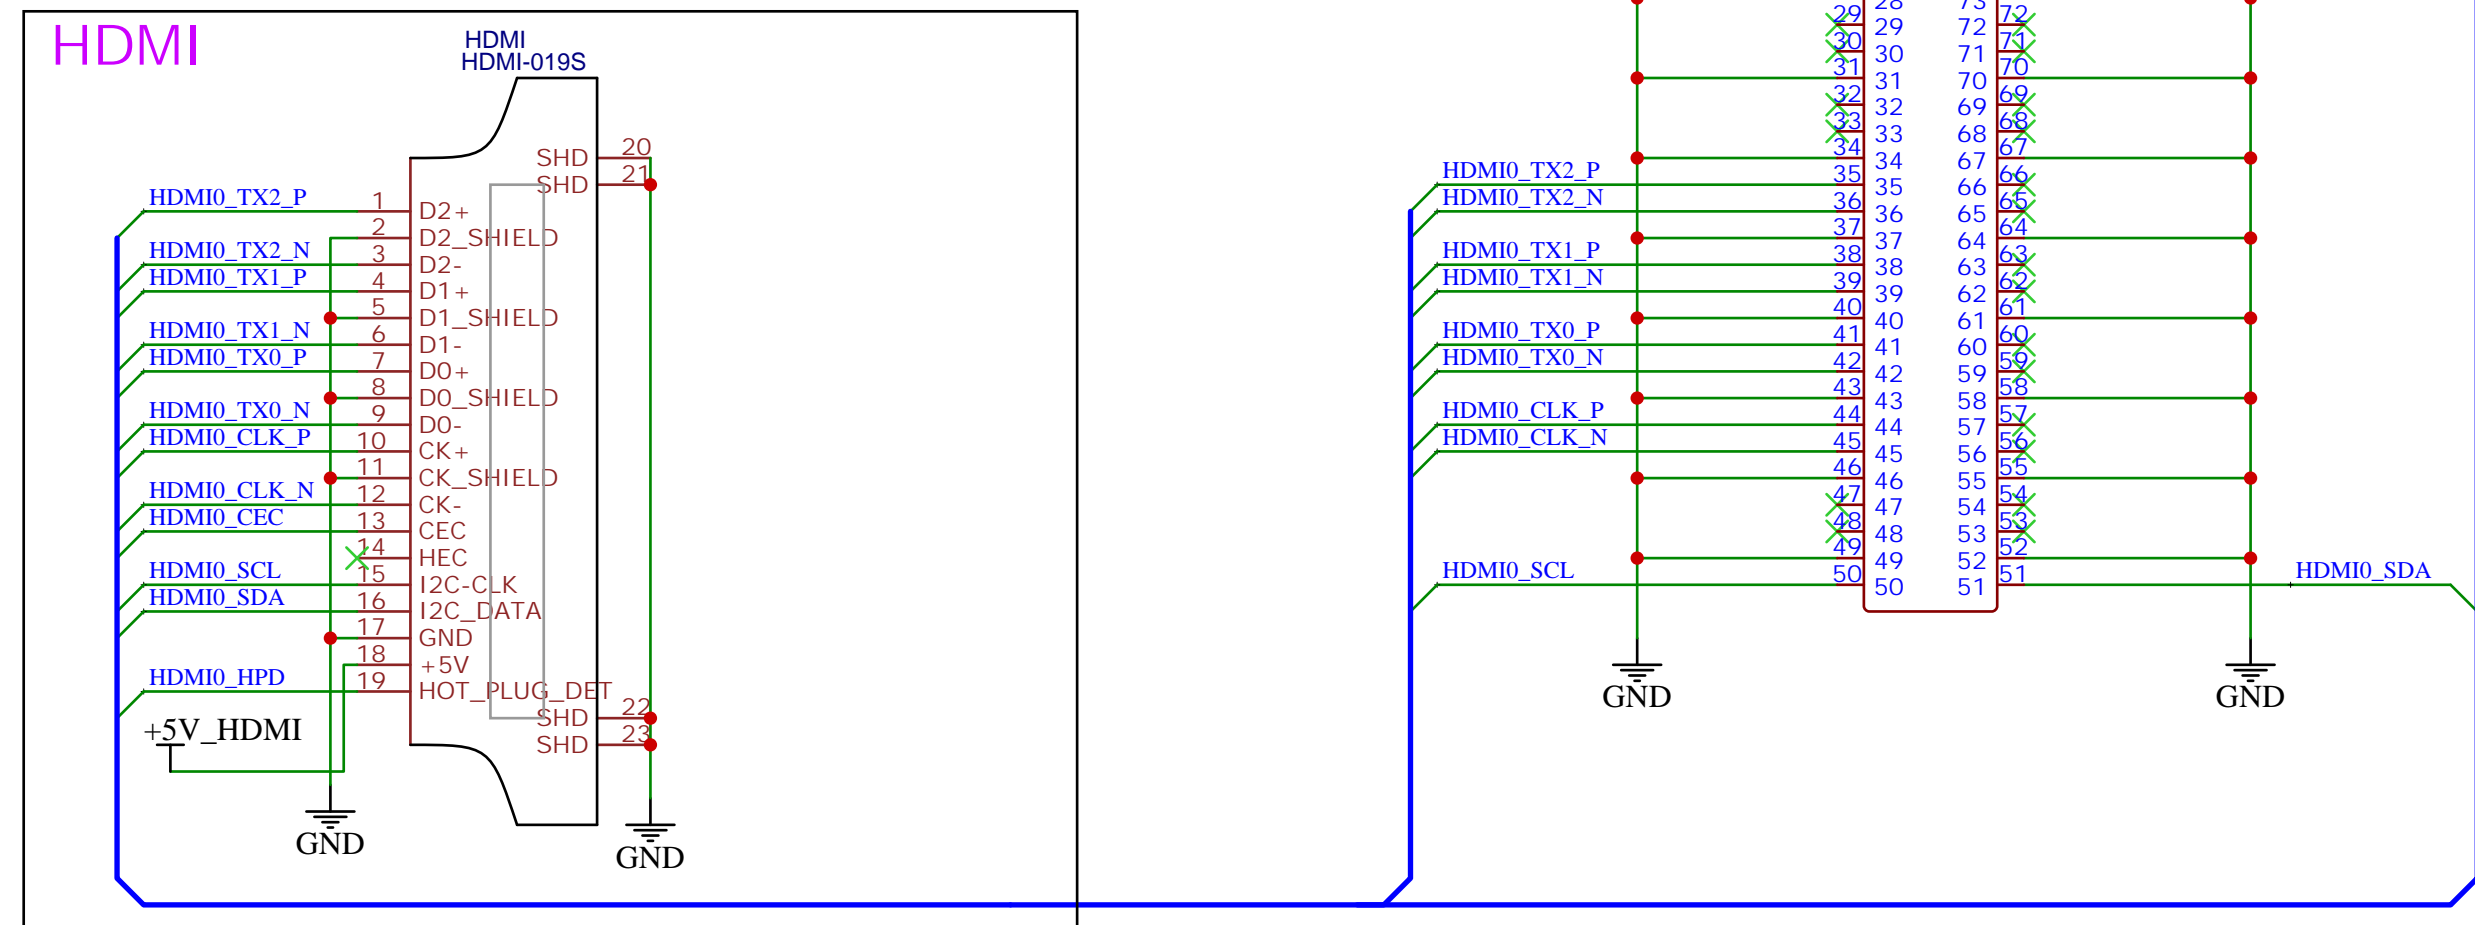 HDMI
HDMI
HDMI-019S
SHD 20
SHD 21
HDMI0_TX2_P 1 D2+
2 D2_SHIELD
HDMI0_TX2_N 3 D2-
HDMI0_TX1_P 4 D1+
5 D1_SHIELD
HDMI0_TX1_N 6 D1-
HDMI0_TX0_P 7 D0+
8 D0_SHIELD
HDMI0_TX0_N 9 D0-
HDMI0_CLK_P 10 CK+
11 CK_SHIELD
HDMI0_CLK_N 12 CK-
HDMI0_CEC 13 CEC
14 HEC
HDMI0_SCL 15 I2C-CLK
HDMI0_SDA 16 I2C_DATA
17 GND
18 +5V
HDMI0_HPD 19 HOT_PLUG_DET
SHD 22
SHD 23
+5V_HDMI
GND
GND
28 73
29 29 72 72
30 30 71 71
31 31 70 70
32 32 69 69
33 33 68 68
34 34 67 67
HDMI0_TX2_P 35 35 66 66
HDMI0_TX2_N 36 36 65 65
37 37 64 64
HDMI0_TX1_P 38 38 63 63
HDMI0_TX1_N 39 39 62 62
40 40 61 61
HDMI0_TX0_P 41 41 60 60
HDMI0_TX0_N 42 42 59 59
43 43 58 58
HDMI0_CLK_P 44 44 57 57
HDMI0_CLK_N 45 45 56 56
46 46 55 55
47 47 54 54
48 48 53 53
49 49 52 52
HDMI0_SCL 50 50 51 51 HDMI0_SDA
GND
GND